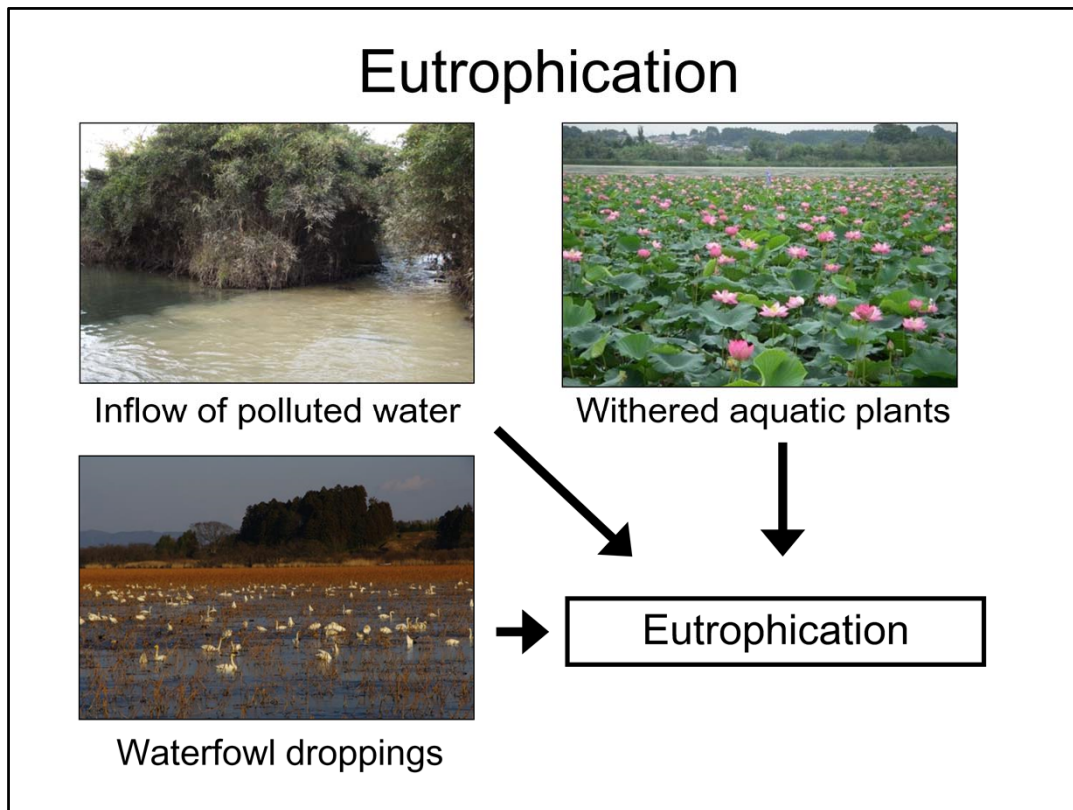 Eutrophication
Inflow of polluted water
Withered aquatic plants
Waterfowl droppings
Eutrophication